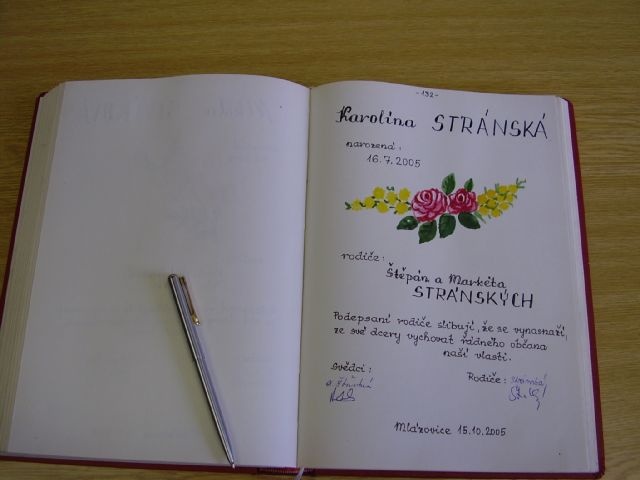 -132-
Karolína STRÁNSKÁ
narozená:
16.7.2005
rodiče:
Štěpán a Markéta
STRÁNSKÝCH
Podepsaní rodiče slibují, že se vynasnaží,
ze své dcery vychovat řádného občana
naší vlasti.
Svědci: Rodiče:
Mlázovice 15.10.2005